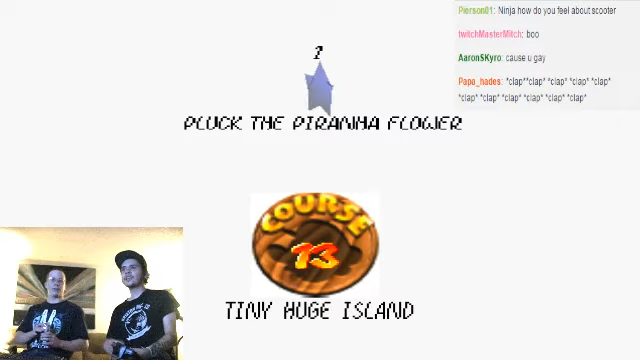 Pierson01: Ninja how do you feel about scooter
twitchMasterMitch: boo
AaronSKyro: cause u gay
Papa_hades: *clap**clap* *clap* *clap* *clap*
*clap* *clap* *clap* *clap* *clap* *clap*
?
PLUCK THE PIRANHA FLOWER
COURSE
13
TINY HUGE ISLAND